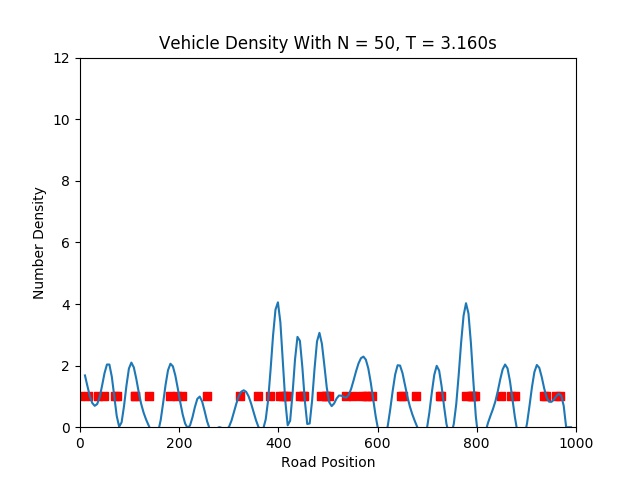 Vehicle Density With N = 50, T = 3.160s
12
10
8
6
4
2
0
Number Density
0 200 400 600 800 1000
Road Position